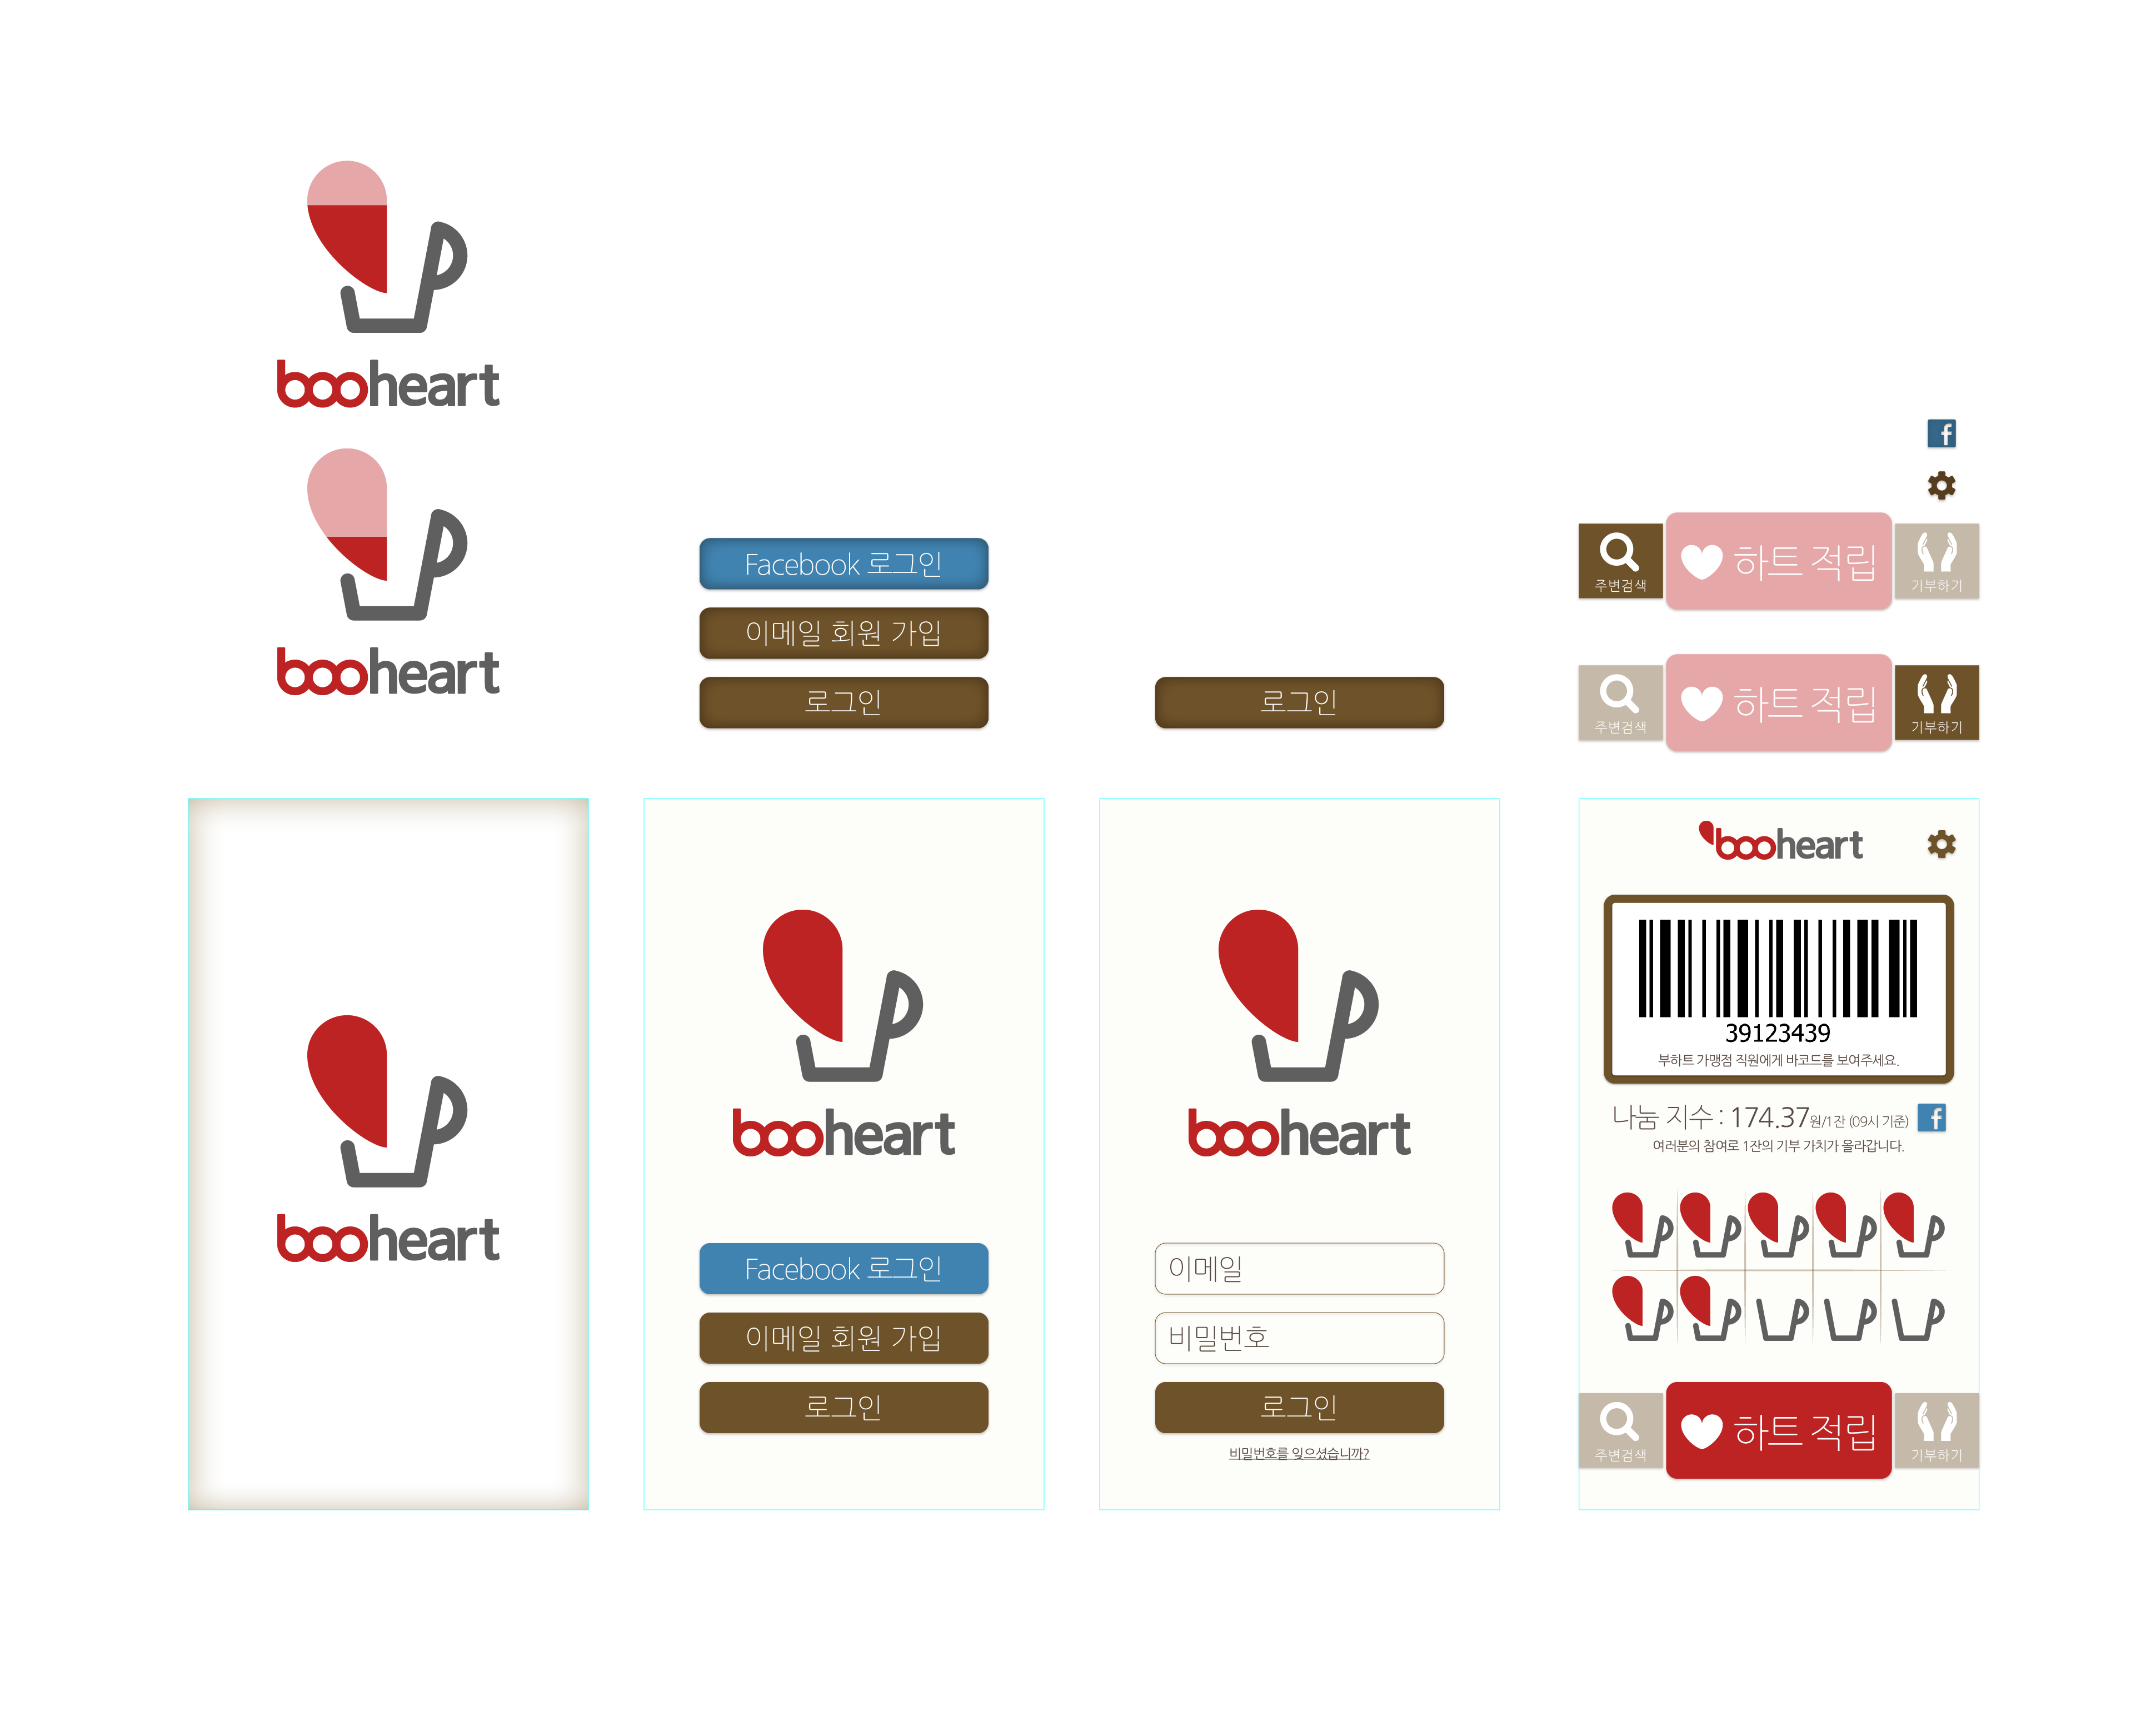 booheart
booheart
Facebook 로그인
이메일 회원 가입
로그인
로그인
f
주변검색
하트 적립
기부하기
주변검색
하트 적립
기부하기
booheart
booheart
Facebook 로그인
이메일 회원 가입
로그인
booheart
이메일
비밀번호
로그인
비밀번호를 잊으셨습니까?
booheart
39123439
부하트 가맹점 직원에게 바코드를 보여주세요.
나눔 지수 : 174.37원/1잔 (09시 기준)
f
여러분의 참여로 1잔의 기부 가치가 올라갑니다.
주변검색
하트 적립
기부하기